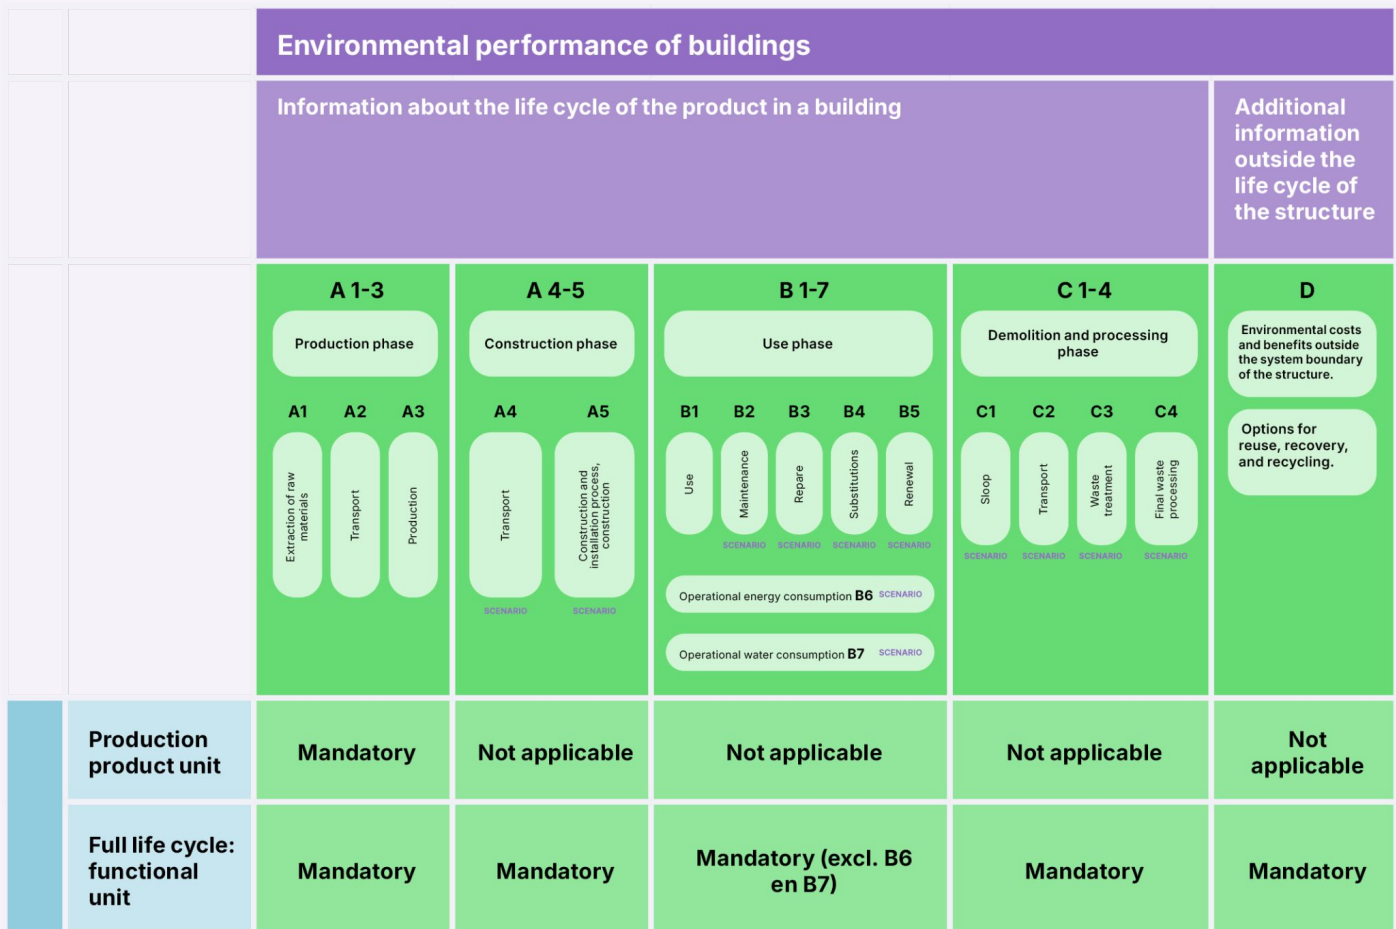 Environmental performance of buildings
Information about the life cycle of the product in a building
Additional
information
outside the
life cycle of
the structure
A 1-3
Production phase
A1
A2
A3
Extraction of raw
materials
Transport
Production
A 4-5
Construction phase
A4
A5
Transport
Construction and
installation process,
construction
SCENARIO
SCENARIO
B 1-7
Use phase
B1
B2
B3
B4
B5
Use
Maintenance
Repare
Substitutions
Renewal
SCENARIO
SCENARIO
SCENARIO
SCENARIO
Operational energy consumption B6 SCENARIO
Operational water consumption B7 SCENARIO
C 1-4
Demolition and processing
phase
C1
C2
C3
C4
Sloop
Transport
Waste
treatment
Final waste
processing
SCENARIO
SCENARIO
SCENARIO
SCENARIO
D
Environmental costs
and benefits outside
the system boundary
of the structure.
Options for
reuse, recovery,
and recycling.
Production
product unit
Mandatory
Not applicable
Not applicable
Not applicable
Not
applicable
Full life cycle:
functional
unit
Mandatory
Mandatory
Mandatory (excl. B6
en B7)
Mandatory
Mandatory